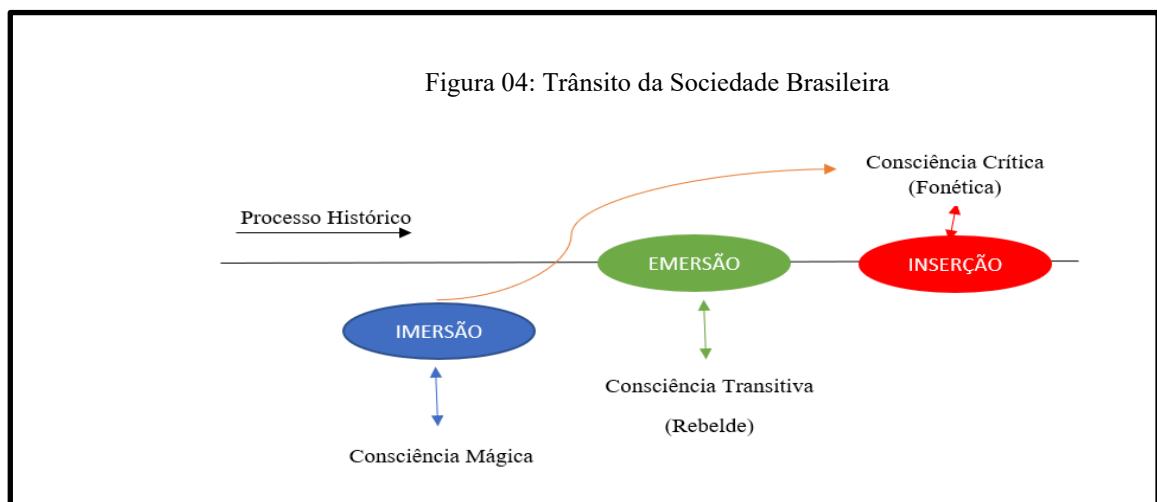 Figura 04: Trânsito da Sociedade Brasileira
Consciência Crítica
(Fonética)
Processo Histórico
EMERSÃO
INSERÇÃO
IMERSÃO
Consciência Transitiva
(Rebelde)
Consciência Mágica